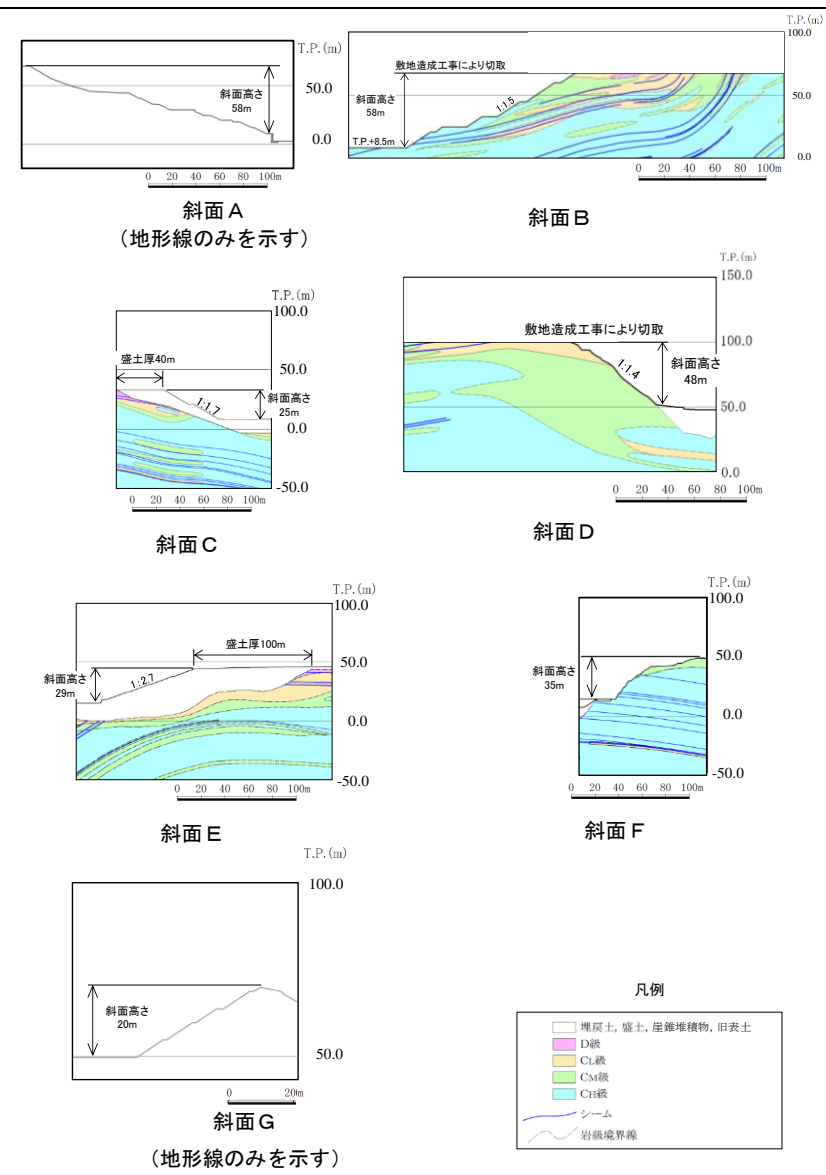 T.P.(m)
50.0
0.0
斜面高さ
58m
0 20 40 60 80 100m
斜面A
(地形線のみを示す)
T.P.(m)
100.0
50.0
0.0
敷地造成工事により切取
斜面高さ
58m
1:1.5
T.P.+8.5m
0 20 40 60 80 100m
斜面B
T.P.(m)
100.0
50.0
0.0
-50.0
盛土厚40m
1:1.7
斜面高さ
25m
0 20 40 60 80 100m
斜面C
T.P.(m)
150.0
100.0
50.0
0.0
敷地造成工事により切取
1:1.4
斜面高さ
48m
0 20 40 60 80 100m
斜面D
T.P.(m)
100.0
50.0
0.0
-50.0
盛土厚100m
斜面高さ
29m
1:2.7
0 20 40 60 80 100m
斜面E
T.P.(m)
100.0
50.0
0.0
-50.0
斜面高さ
35m
0 20 40 60 80 100m
斜面F
T.P.(m)
100.0
50.0
斜面高さ
20m
0 20m
斜面G
(地形線のみを示す)
凡例
埋戻土, 盛土, 崖錐堆積物, 旧表土
D級
CL級
CM級
CH級
シーム
岩級境界線